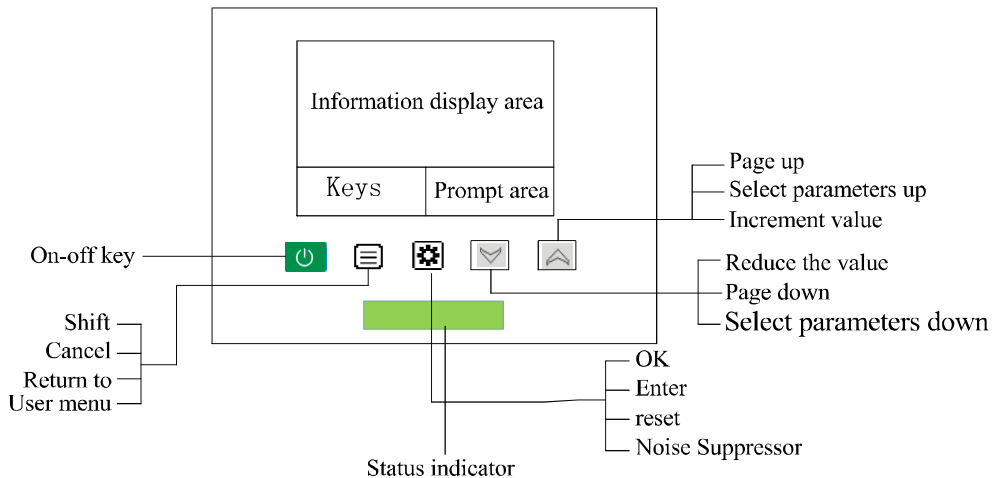 Information display area
Keys
Prompt area
Page up
Select parameters up
Increment value
On-off key
Reduce the value
Page down
Select parameters down
Shift
Cancel
Return to
User menu
OK
Enter
reset
Noise Suppressor
Status indicator